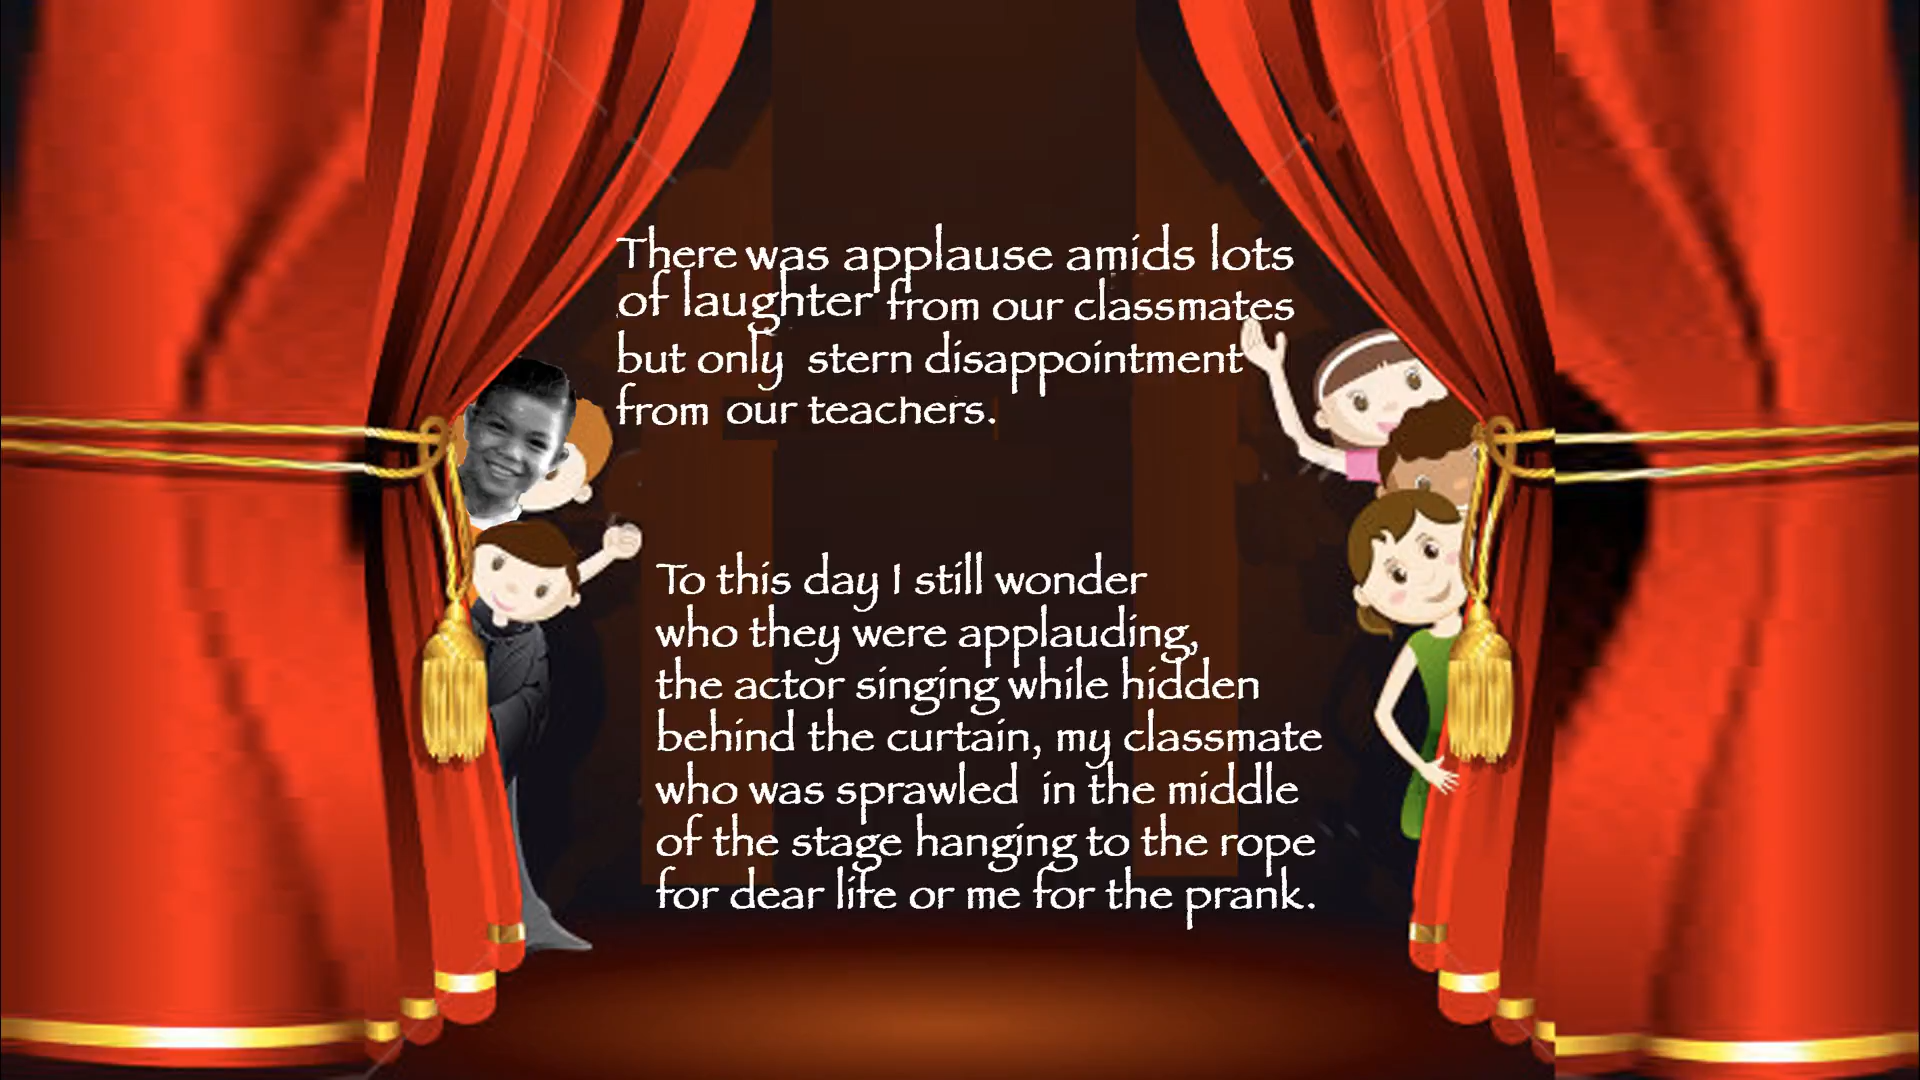 There was applause amids lots
of laughter from our classmates
but only stern disappointment
from our teachers.
To this day I still wonder
who they were applauding,
the actor singing while hidden
behind the curtain, my classmate
who was sprawled in the middle
of the stage hanging to the rope
for dear life or me for the prank.